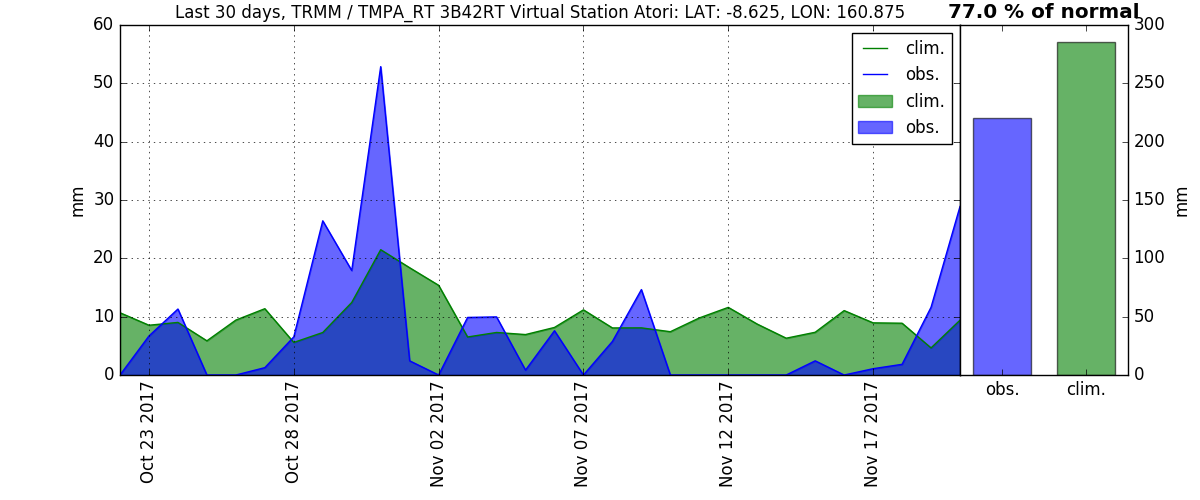 Last 30 days, TRMM / TMPA_RT 3B42RT Virtual Station Atori: LAT: -8.625, LON: 160.875
77.0 % of normal
clim.
obs.
clim.
obs.
60
50
40
30
20
10
0
mm
Oct 23 2017
Oct 28 2017
Nov 02 2017
Nov 07 2017
Nov 12 2017
Nov 17 2017
300
250
200
150
100
50
0
mm
obs.
clim.